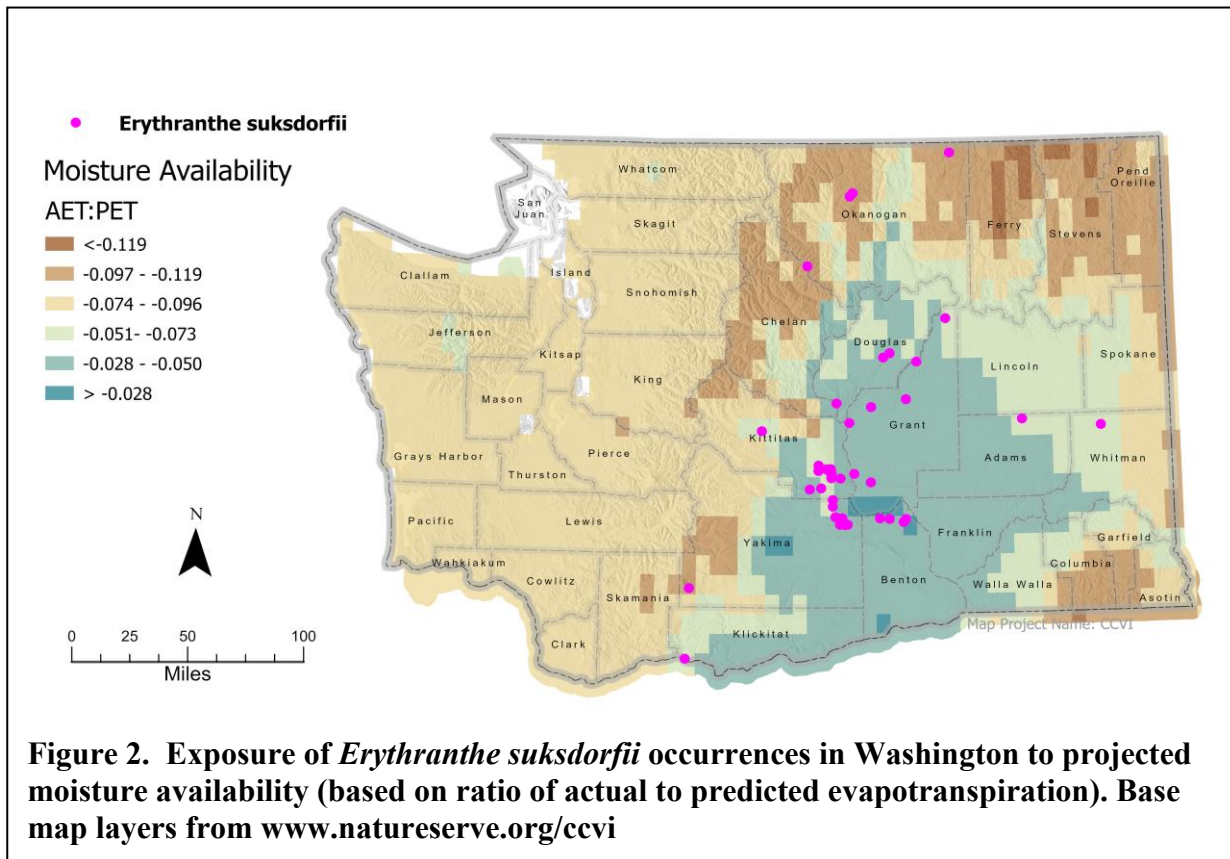 Erythranthe suksdorfii
Moisture Availability
AET:PET
<-0.119
-0.097 - -0.119
-0.074 - -0.096
-0.051- -0.073
-0.028 - -0.050
> -0.028
N
0 25 50 100
Miles
Whatcom
San
Juan
Skagit
Island
Clallam
Snohomish
Jefferson
Kitsap
King
Mason
Grays Harbor
Pierce
Thurston
Pacific
Lewis
Wahkiakum
Cowlitz
Skamania
Clark
Okanogan
Ferry
Stevens
Pend
Oreille
Chelan
Douglas
Lincoln
Spokane
Kittitas
Grant
Adams
Whitman
Yakima
Franklin
Garfield
Columbia
Benton
Walla Walla
Asotin
Klickitat
Map Project Name: CCVI
Figure 2. Exposure of Erythranthe suksdorfii occurrences in Washington to projected
moisture availability (based on ratio of actual to predicted evapotranspiration). Base
map layers from www.natureserve.org/ccvi